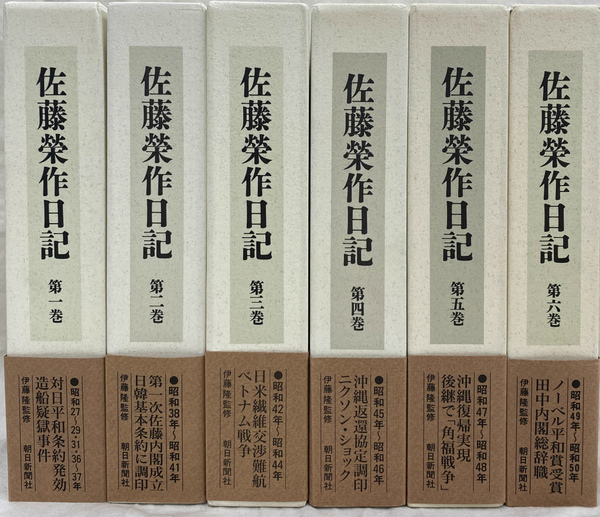 佐藤榮作日記
第一巻
●昭和27・29・31・36〜37年
対日平和条約発効
造船疑獄事件
伊藤隆監修 朝日新聞社
佐藤榮作日記
第二巻
●昭和38年〜昭和41年
第一次佐藤内閣成立
日韓基本条約に調印
伊藤隆監修 朝日新聞社
佐藤榮作日記
第三巻
●昭和42年〜昭和44年
日米繊維交渉難航
ベトナム戦争
伊藤隆監修 朝日新聞社
佐藤榮作日記
第四巻
●昭和45年〜昭和46年
沖縄返還協定調印
ニクソン・ショック
伊藤隆監修 朝日新聞社
佐藤榮作日記
第五巻
●昭和47年〜昭和48年
沖縄復帰実現
後継で「角福戦争」
伊藤隆監修 朝日新聞社
佐藤榮作日記
第六巻
●昭和49年〜昭和50年
ノーベル平和賞受賞
田中内閣総辞職
伊藤隆監修 朝日新聞社